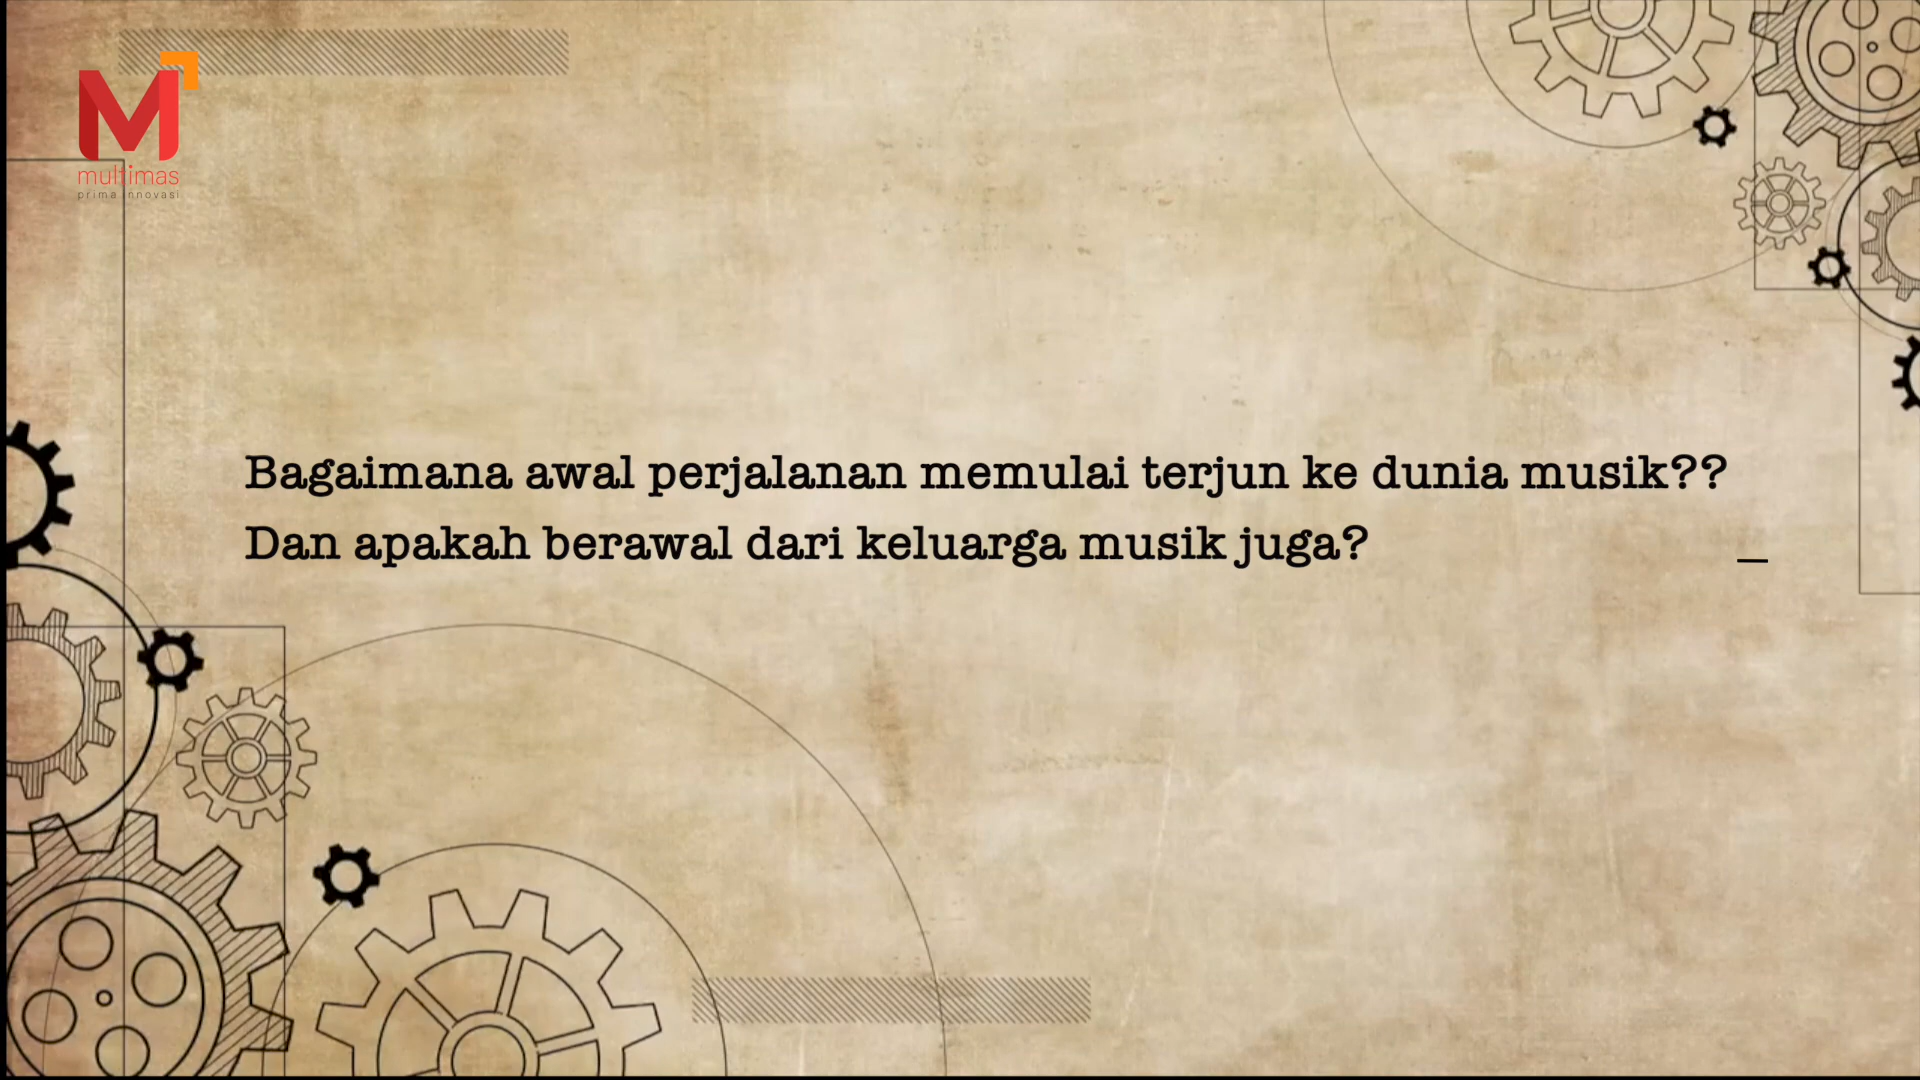 M
multimas
prima innovasi
Bagaimana awal perjalanan memulai terjun ke dunia musik??
Dan apakah berawal dari keluarga musik juga? _